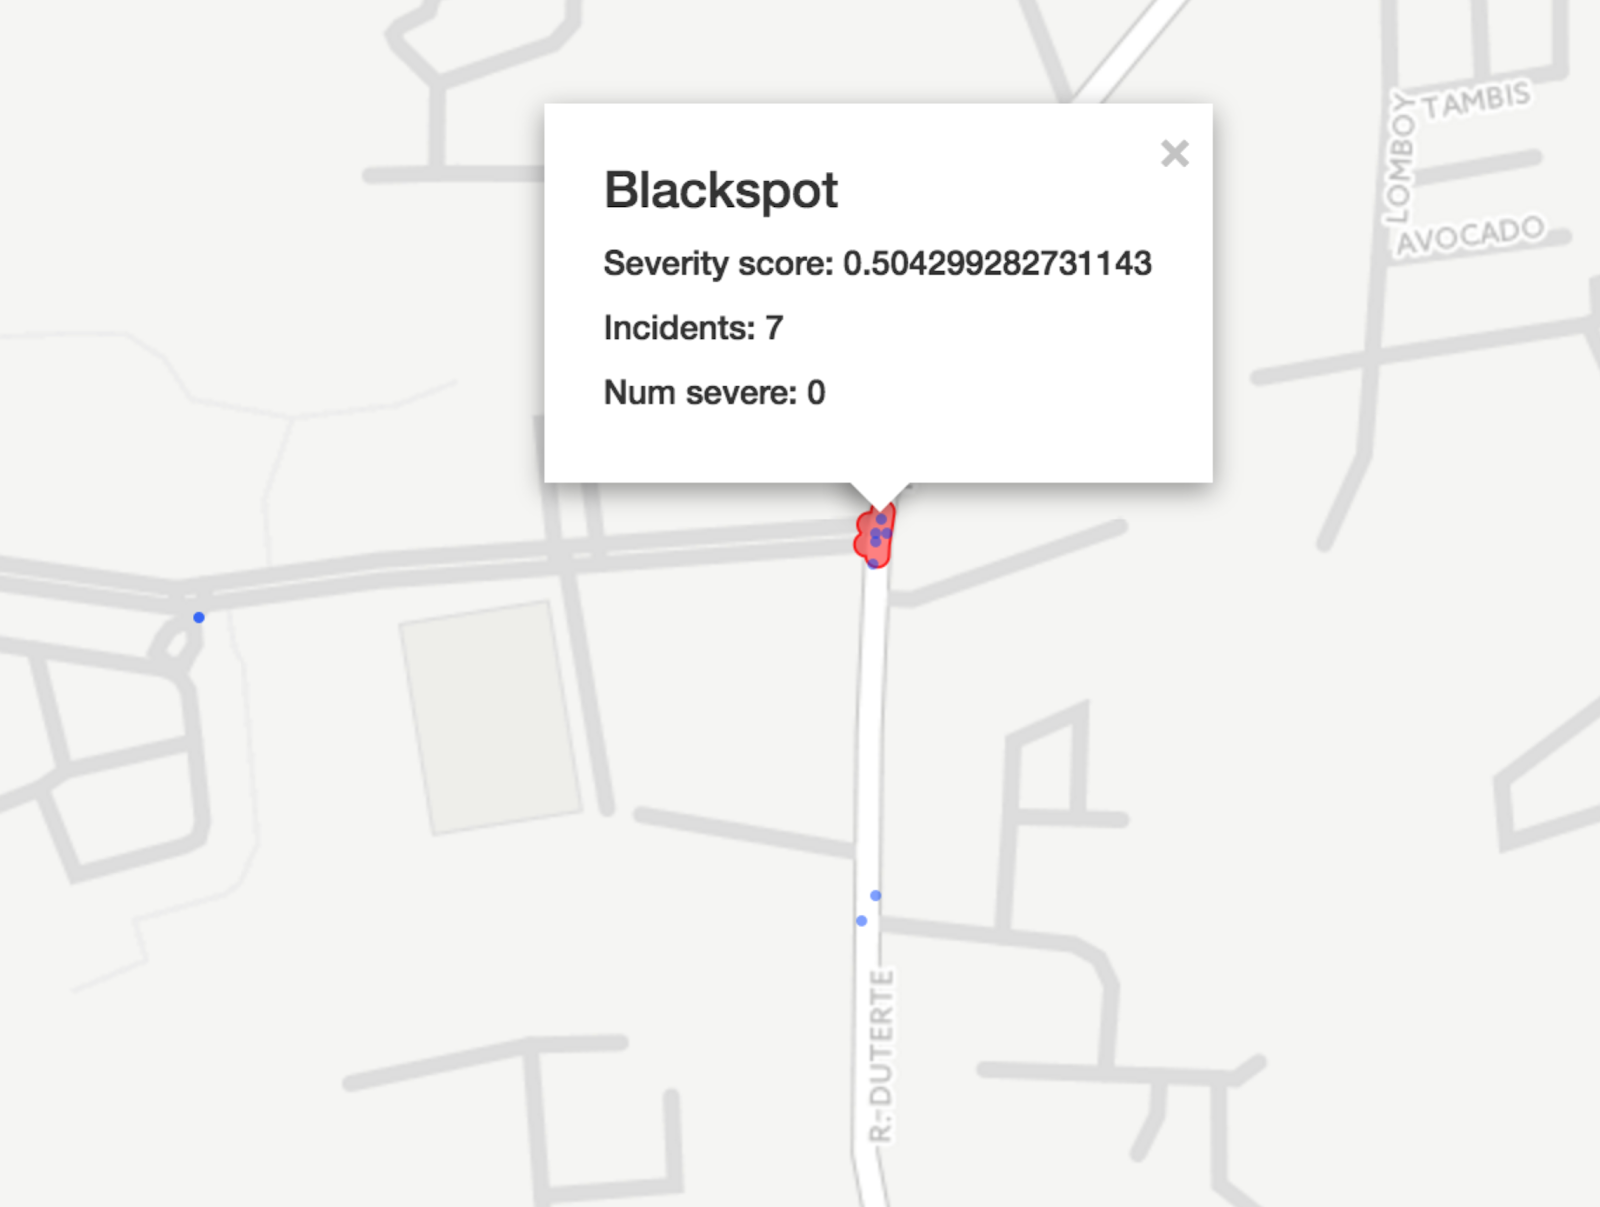 TAMBIS
LOMBOY
AVOCADO
Blackspot
Severity score: 0.504299282731143
Incidents: 7
Num severe: 0
R. DUTERTE